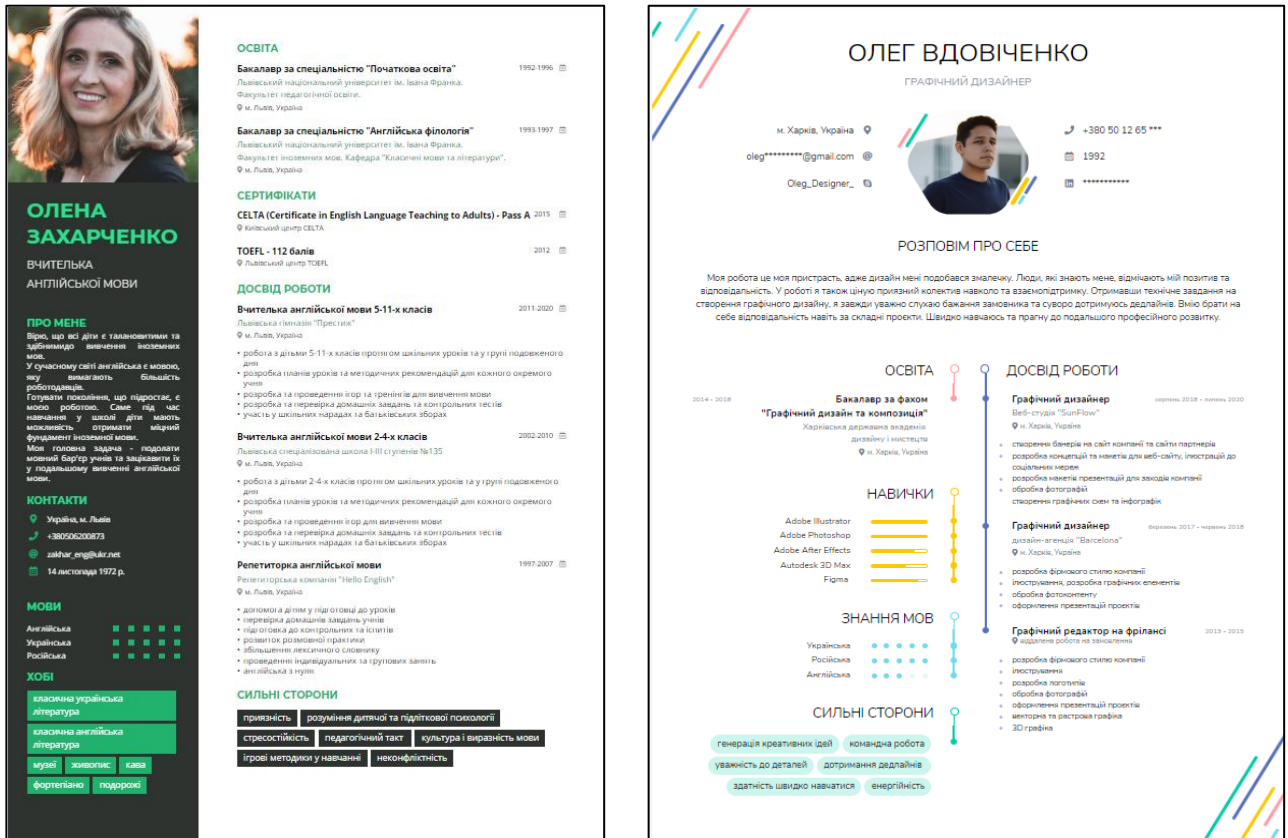 ОЛЕНА
ЗАХАРЧЕНКО
ВЧИТЕЛЬКА
АНГЛІЙСЬКОЇ МОВИ
ПРО МЕНЕ
Вірю, що всі діти є талановитими та
здібнимидо вивчення іноземних
мов.
У сучасному світі англійська є мовою,
яку вимагають більшість
роботодавців.
Готувати покоління, що підростає, є
моєю роботою. Саме під час
навчання у школі діти мають
можливість отримати міцний
фундамент іноземної мови.
Моя головна задача - подолати
мовний бар'єр учнів та зацікавити їх
у подальшому вивченні англійської
мови.
КОНТАКТИ
Україна, м. Львів
+380506200873
zakhar_eng@ukr.net
14 листопада 1972 р.
МОВИ
Англійська
Українська
Російська
ХОБІ
класична українська
література
класична англійська
література
музеї живопис кава
фортепіано подорожі
ОСВІТА
Бакалавр за спеціальністю "Початкова освіта" 1992-1996
Львівський національний університет ім. Івана Франка.
Факультет педагогічної освіти.
м. Львів, Україна
Бакалавр за спеціальністю "Англійська філологія" 1993-1997
Львівський національний університет ім. Івана Франка.
Факультет іноземних мов. Кафедра "Класичні мови та літератури".
м. Львів, Україна
СЕРТИФІКАТИ
CELTA (Certificate in English Language Teaching to Adults) - Pass A 2015
Київський центр CELTA
TOEFL - 112 балів 2012
Львівський центр TOEFL
ДОСВІД РОБОТИ
Вчителька англійської мови 5-11-х класів 2011-2020
Львівська гімназія "Престиж"
м. Львів, Україна
• робота з дітьми 5-11-х класів протягом шкільних уроків та у групі подовженого
дня
• розробка планів уроків та методичних рекомендацій для кожного окремого
учня
• розробка та проведення ігор та тренінгів для вивчення мови
• розробка та перевірка домашніх завдань та контрольних тестів
• участь у шкільних нарадах та батьківських зборах
Вчителька англійської мови 2-4-х класів 2002-2010
Львівська спеціалізована школа I-III ступенів №135
м. Львів, Україна
• робота з дітьми 2-4-х класів протягом шкільних уроків та у групі подовженого
дня
• розробка планів уроків та методичних рекомендацій для кожного окремого
учня
• розробка та проведення ігор для вивчення мови
• розробка та перевірка домашніх завдань та контрольних тестів
• участь у шкільних нарадах та батьківських зборах
Репетиторка англійської мови 1997-2007
Репетиторська компанія "Hello English"
м. Львів, Україна
• допомога дітям у підготовці до уроків
• перевірка домашніх завдань учнів
• підготовка до контрольних та іспитів
• розвиток розмовної практики
• збільшення лексичного словнику
• проведення індивідуальних та групових занять
• англійська з нуля
СИЛЬНІ СТОРОНИ
приязність розуміння дитячої та підліткової психології
стресостійкість педагогічний такт культура і виразність мови
ігрові методики у навчанні неконфліктність
ОЛЕГ ВДОВІЧЕНКО
ГРАФІЧНИЙ ДИЗАЙНЕР
м. Харків, Україна
oleg*********@gmail.com
Oleg_Designer_
+380 50 12 65 ***
1992
***********
РОЗПОВІМ ПРО СЕБЕ
Моя робота це моя пристрасть, адже дизайн мені подобався змалечку. Люди, які знають мене, відмічають мій позитив та
відповідальність. У роботі я також ціную приязний колектив навколо та взаємопідтримку. Отримавши технічне завдання на
створення графічного дизайну, я завжди уважно слухаю бажання замовника та суворо дотримуюсь дедлайнів. Вмію брати на
себе відповідальність навіть за складні проєкти. Швидко навчаюсь та прагну до подальшого професійного розвитку.
ОСВІТА
2014 - 2018 Бакалавр за фахом
"Графічний дизайн та композиція"
Харківська державна академія
дизайну і мистецтв
м. Харків, Україна
НАВИЧКИ
Adobe Illustrator
Adobe Photoshop
Adobe After Effects
Autodesk 3D Max
Figma
ЗНАННЯ МОВ
Українська
Російська
Англійська
СИЛЬНІ СТОРОНИ
генерація креативних ідей командна робота
уважність до деталей дотримання дедлайнів
здатність швидко навчатися енергійність
ДОСВІД РОБОТИ
Графічний дизайнер серпень 2018 - липень 2020
Веб-студія "SunFlow"
м. Харків, Україна
створення банерів на сайт компанії та сайти партнерів
розробка концепцій та макетів для веб-сайту, ілюстрацій до
соціальних мереж
розробка макетів презентацій для заходів компанії
обробка фотографій
створення графічних схем та інфографік
Графічний дизайнер березень 2017 - червень 2018
дизайн-агенція "Barcelona"
м. Харків, Україна
розробка фірмового стилю компанії
ілюстрування, розробка графічних елементів
обробка фотоконтенту
оформлення презентацій проєктів
Графічний редактор на фрілансі 2013 - 2015
віддалена робота на замовлення
розробка фірмового стилю компанії
ілюстрування
розробка логотипів
обробка фотографій
оформлення презентацій проєктів
векторна та растрова графіка
3D графіка